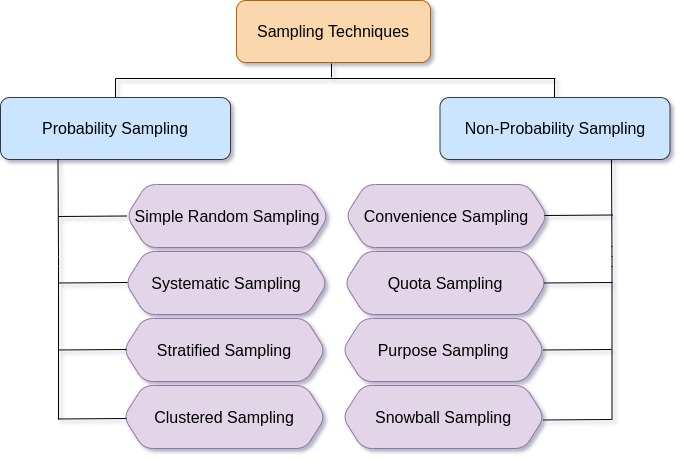 Sampling Techniques
Probability Sampling
Non-Probability Sampling
Simple Random Sampling
Convenience Sampling
Systematic Sampling
Quota Sampling
Stratified Sampling
Purpose Sampling
Clustered Sampling
Snowball Sampling